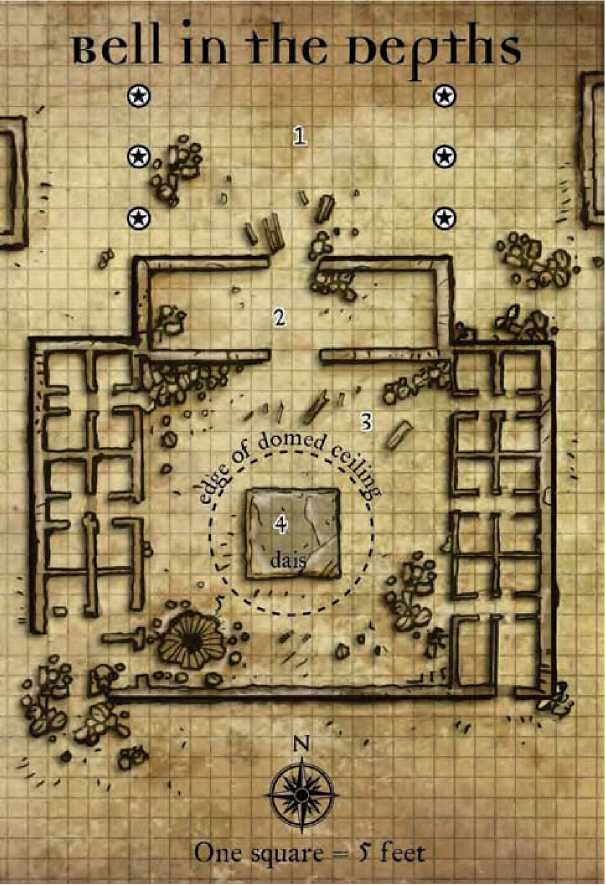 Bell in the Depths
1
2
3
edge of domed ceiling
4
dais
N
One square = 5 feet